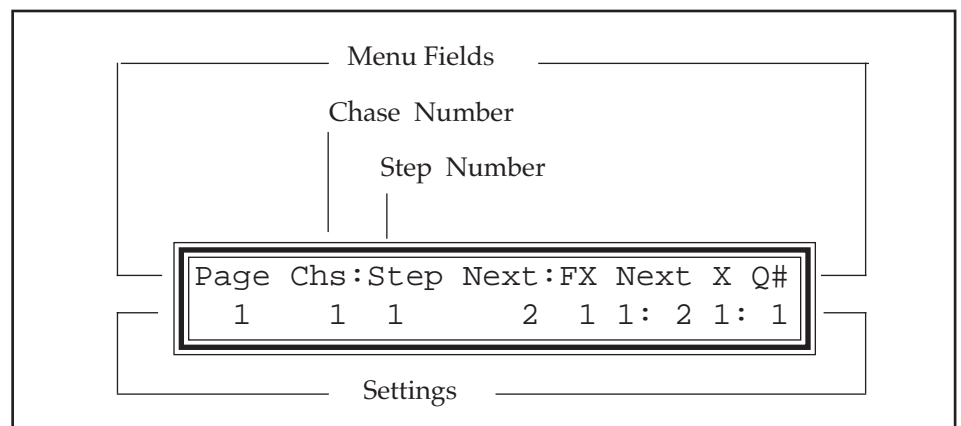 Menu Fields
Chase Number
Step Number
Page Chs:Step Next:FX Next X Q#
1 1 1 2 1 1: 2 1: 1
Settings